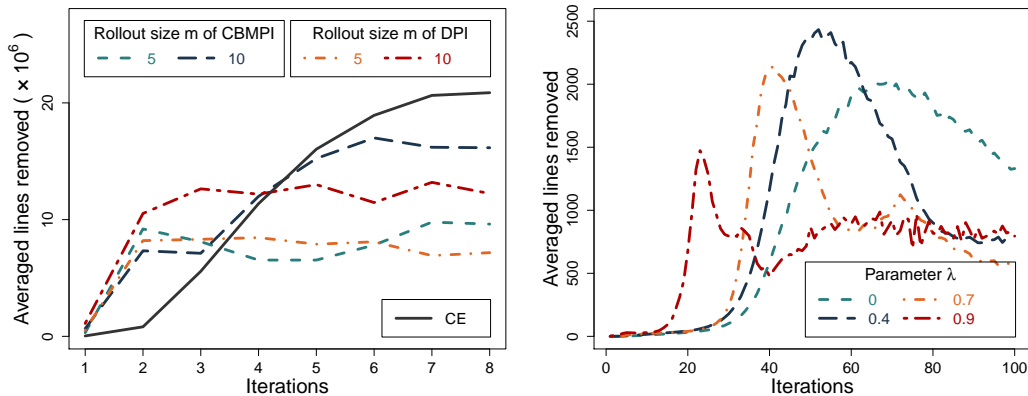 Rollout size m of CBMPI
5 10
Rollout size m of DPI
5 10
Averaged lines removed ( × 10⁶ )
20
10
0
CE
1 2 3 4 5 6 7 8
Iterations
Averaged lines removed
2500
2000
1500
1000
500
0
Parameter λ
0 0.7
0.4 0.9
0 20 40 60 80 100
Iterations